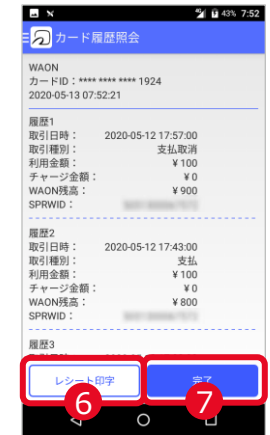 43% 7:52
カード履歴照会
WAON
カードID：**** **** **** 1924
2020-05-13 07:52:21
履歴1
取引日時： 2020-05-12 17:57:00
取引種別： 支払取消
利用金額： ¥100
チャージ金額： ¥0
WAON残高： ¥900
SPRWID：
履歴2
取引日時： 2020-05-12 17:43:00
取引種別： 支払
利用金額： ¥100
チャージ金額： ¥0
WAON残高： ¥800
SPRWID：
履歴3
レシート印字 完了
6 7